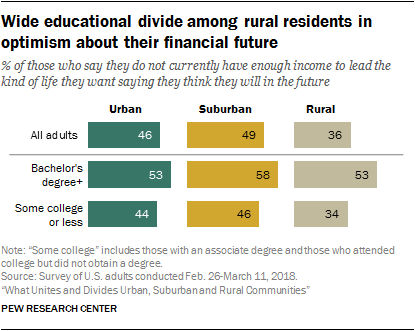 Wide educational divide among rural residents in
optimism about their financial future
% of those who say they do not currently have enough income to lead the
kind of life they want saying they think they will in the future
Urban Suburban Rural
All adults 46 49 36
Bachelor's
degree+ 53 58 53
Some college
or less 44 46 34
Note: “Some college” includes those with an associate degree and those who attended
college but did not obtain a degree.
Source: Survey of U.S. adults conducted Feb. 26-March 11, 2018.
“What Unites and Divides Urban, Suburban and Rural Communities”
PEW RESEARCH CENTER